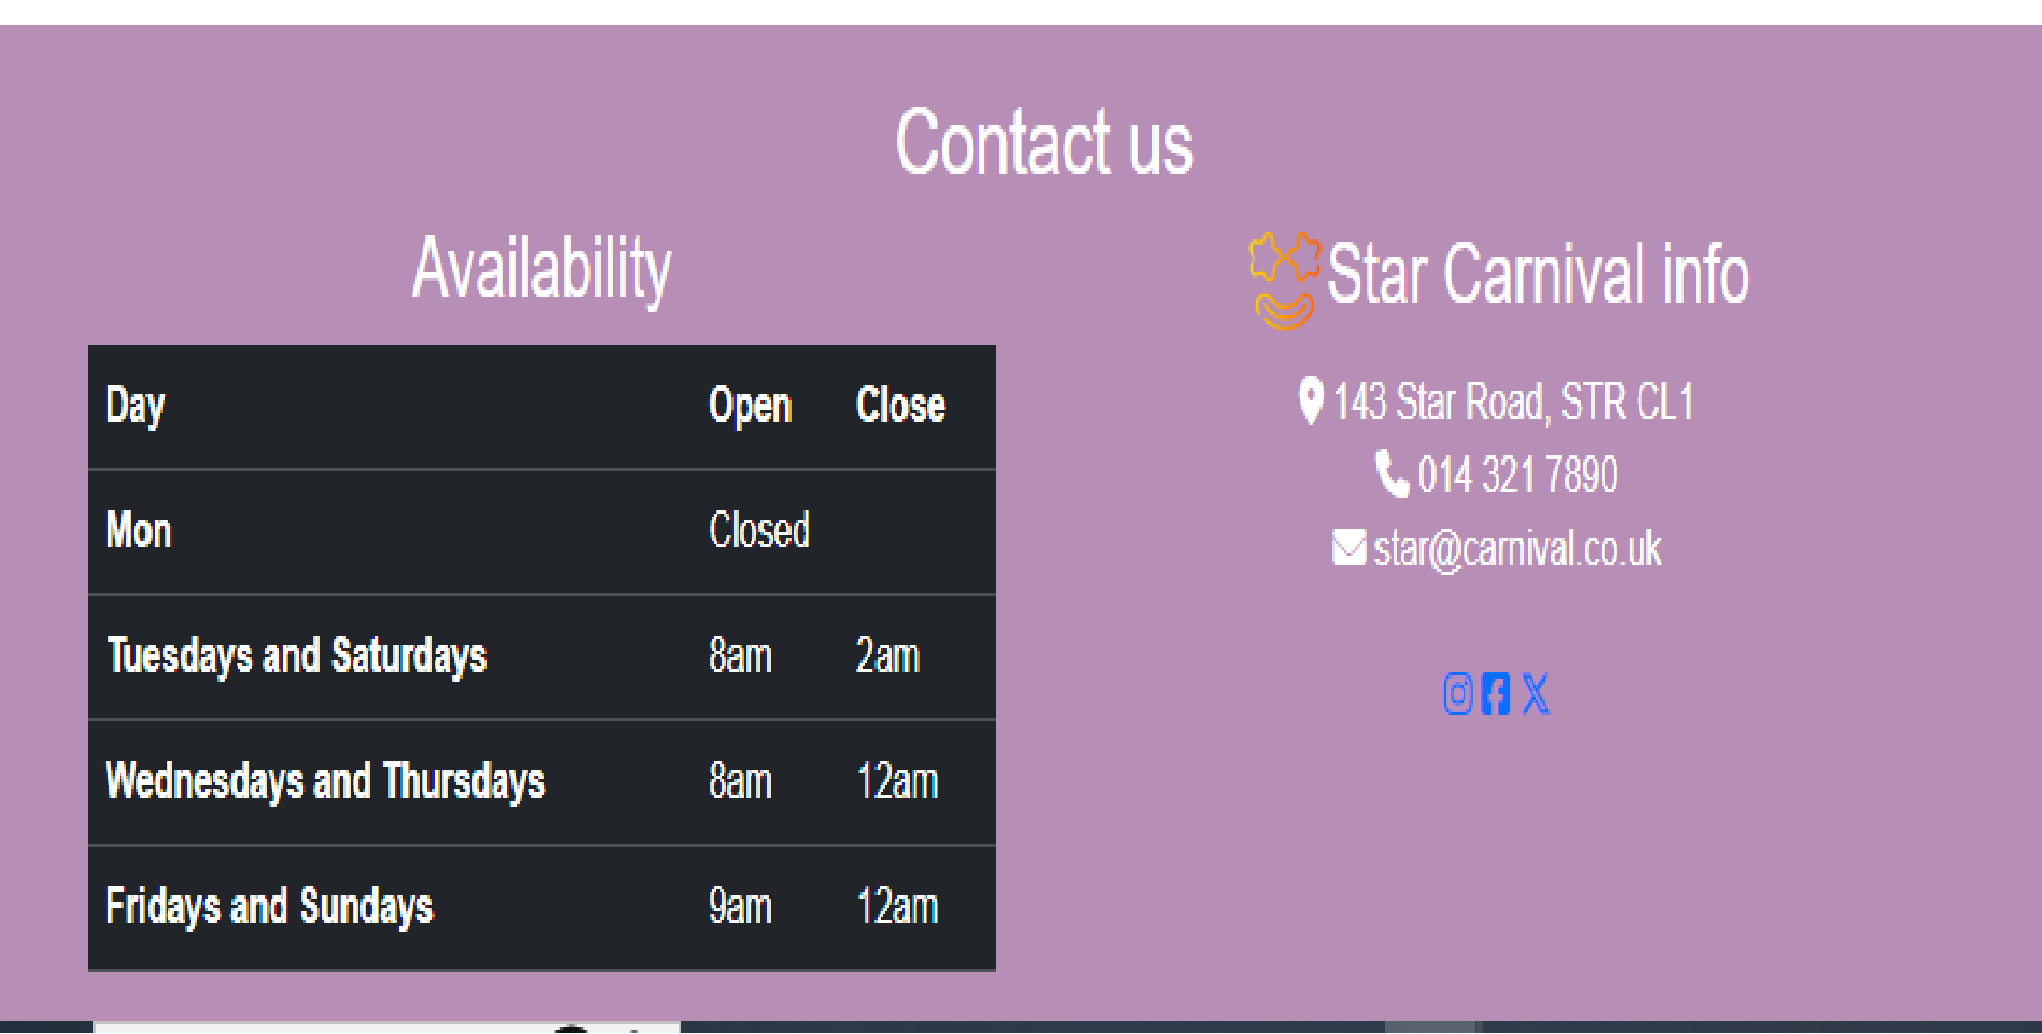 Contact us
Availability
Day Open Close
Mon Closed
Tuesdays and Saturdays 8am 2am
Wednesdays and Thursdays 8am 12am
Fridays and Sundays 9am 12am
Star Carnival info
143 Star Road, STR CL1
014 321 7890
star@carnival.co.uk